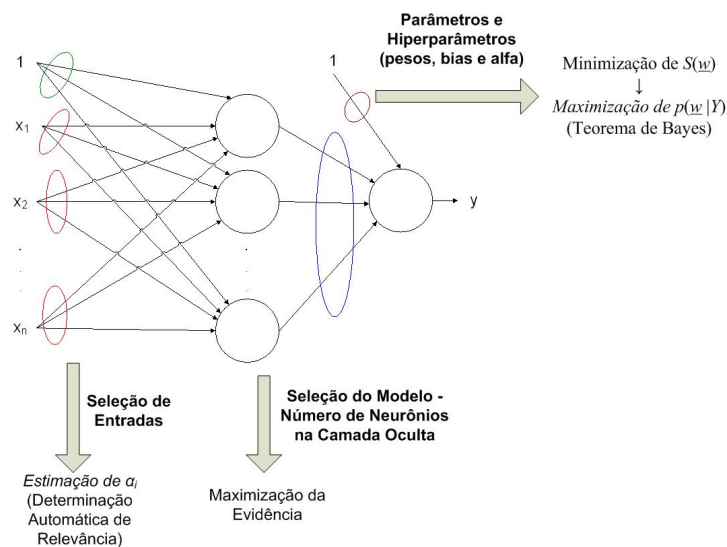 Parâmetros e
Hiperparâmetros
(pesos, bias e alfa)
1
1
Minimização de S(w)
↓
Maximização de p(w |Y)
(Teorema de Bayes)
x1
x2
y
.
.
.
.
.
.
xn
Seleção de
Entradas
Seleção do Modelo -
Número de Neurônios
na Camada Oculta
Estimação de αi
(Determinação
Automática de
Relevância)
Maximização da
Evidência